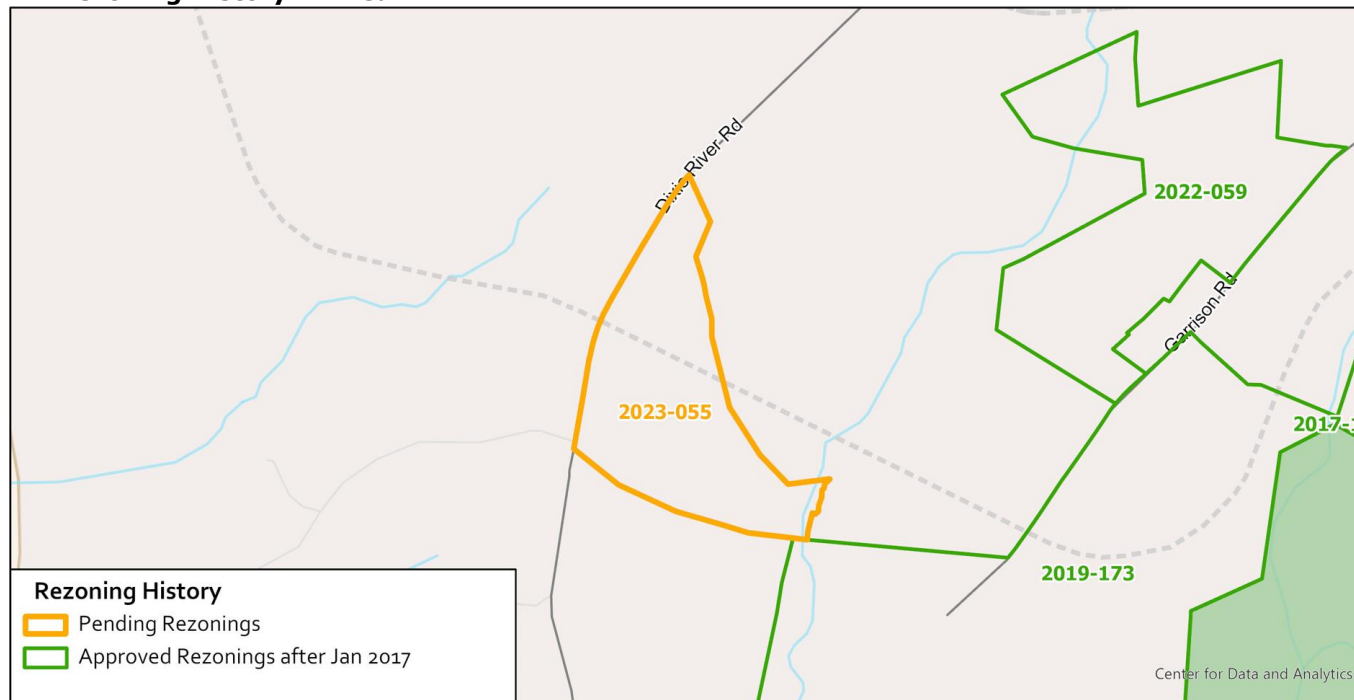 Dixie River Rd
2022-059
Garrison Rd
2023-055
2019-173
Rezoning History
Pending Rezonings
Approved Rezonings after Jan 2017
Center for Data and Analytics